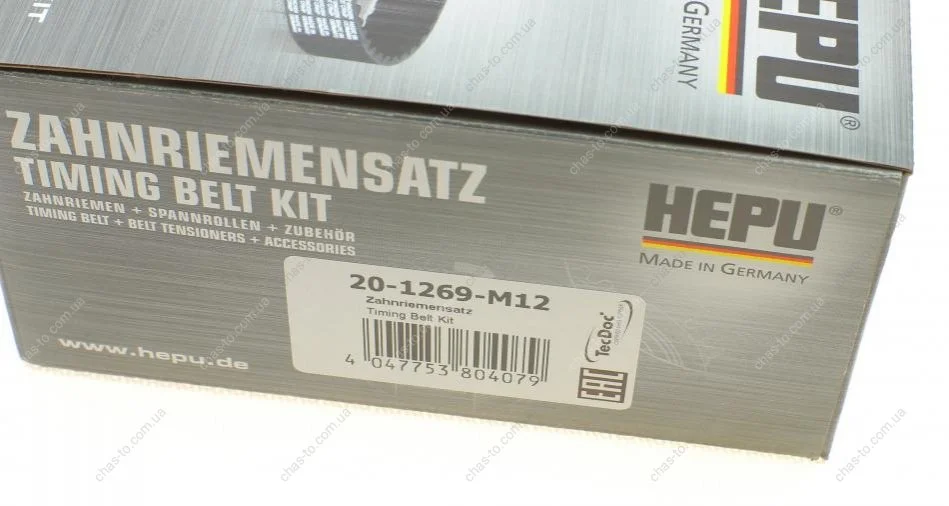 IT
HEPU®
GERMANY
ZAHNRIEMENSATZ
TIMING BELT KIT
ZAHNRIEMEN + SPANNROLLEN + ZUBEHÖR
TIMING BELT + BELT TENSIONERS + ACCESSORIES
HEPU®
MADE IN GERMANY
20-1269-M12
Zahnriemensatz
Timing Belt Kit
4 047753 804079
TecDoc
EAC
www.hepu.de
chas-to.com.ua